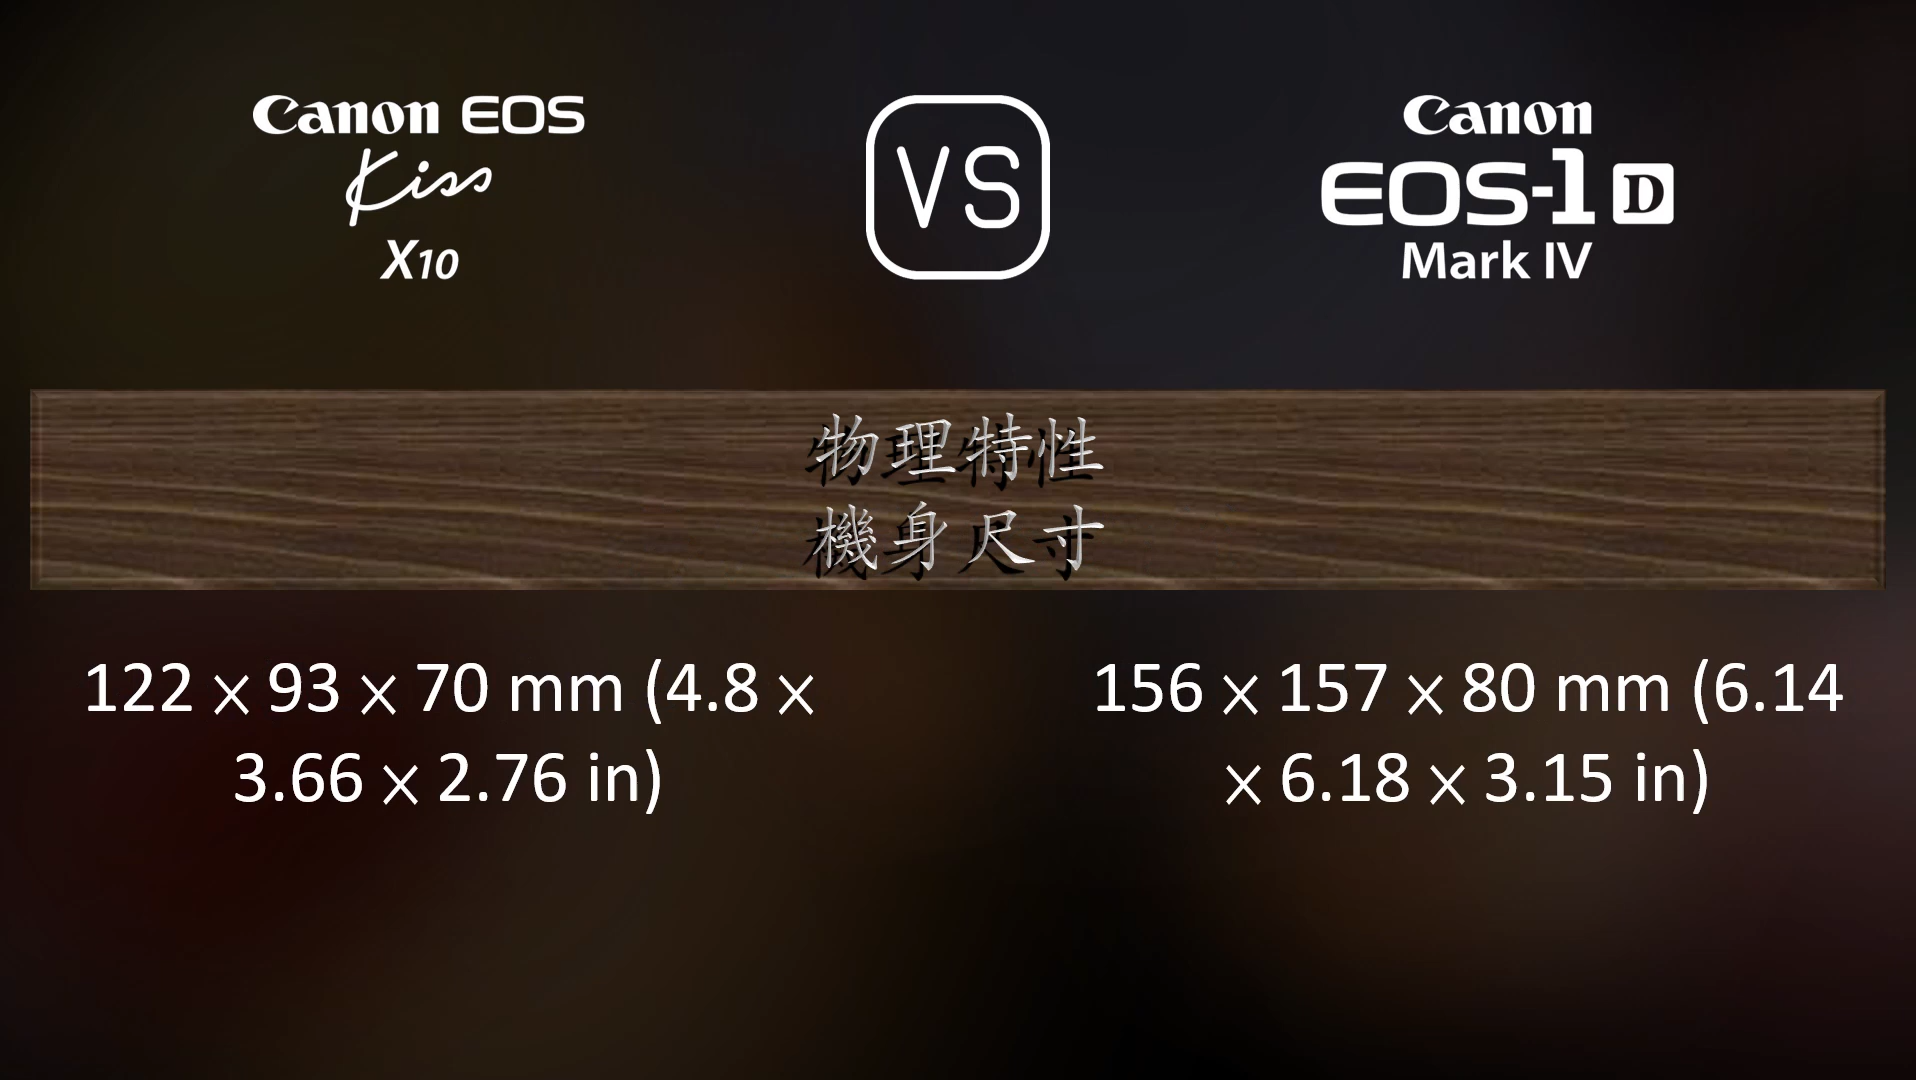 Canon EOS
Kiss
X10
VS
Canon
EOS-1 D
Mark IV
物理特性
機身尺寸
122 x 93 x 70 mm (4.8 x
3.66 x 2.76 in)
156 x 157 x 80 mm (6.14
x 6.18 x 3.15 in)